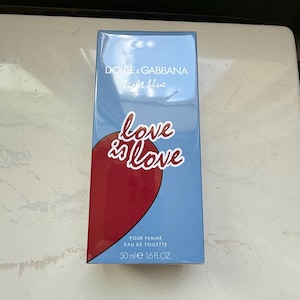 DOLCE & GABBANA
light blue
love
is love
POUR FEMME
EAU DE TOILETTE
50 ml ℮ 1.6 FL.OZ.